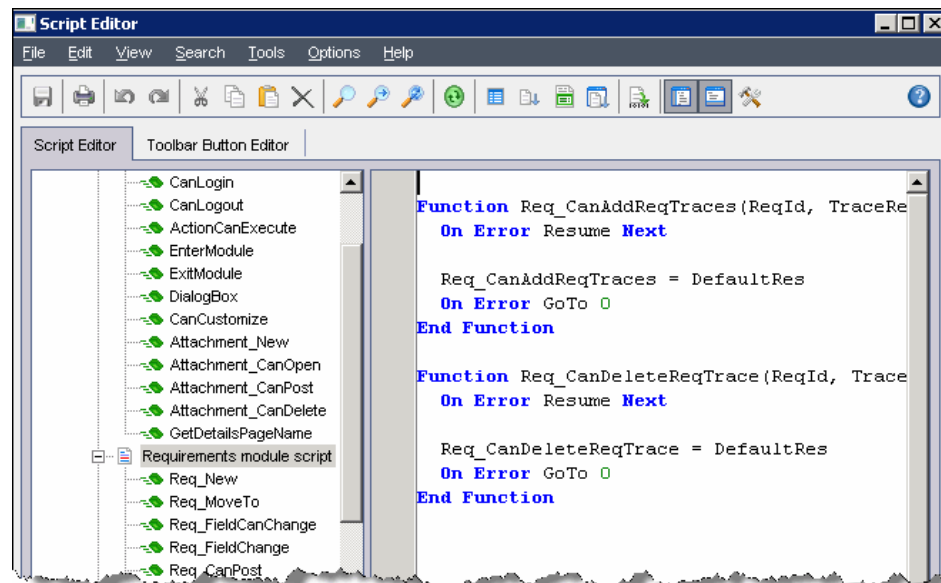 Script Editor
File Edit View Search Tools Options Help
Script Editor Toolbar Button Editor
CanLogin
CanLogout
ActionCanExecute
EnterModule
ExitModule
DialogBox
CanCustomize
Attachment_New
Attachment_CanOpen
Attachment_CanPost
Attachment_CanDelete
GetDetailsPageName
Requirements module script
Req_New
Req_MoveTo
Req_FieldCanChange
Req_FieldChange
Req_CanPost
Function Req_CanAddReqTraces(ReqId, TraceRe
On Error Resume Next
Req_CanAddReqTraces = DefaultRes
On Error GoTo 0
End Function
Function Req_CanDeleteReqTrace(ReqId, Trace
On Error Resume Next
Req_CanDeleteReqTrace = DefaultRes
On Error GoTo 0
End Function